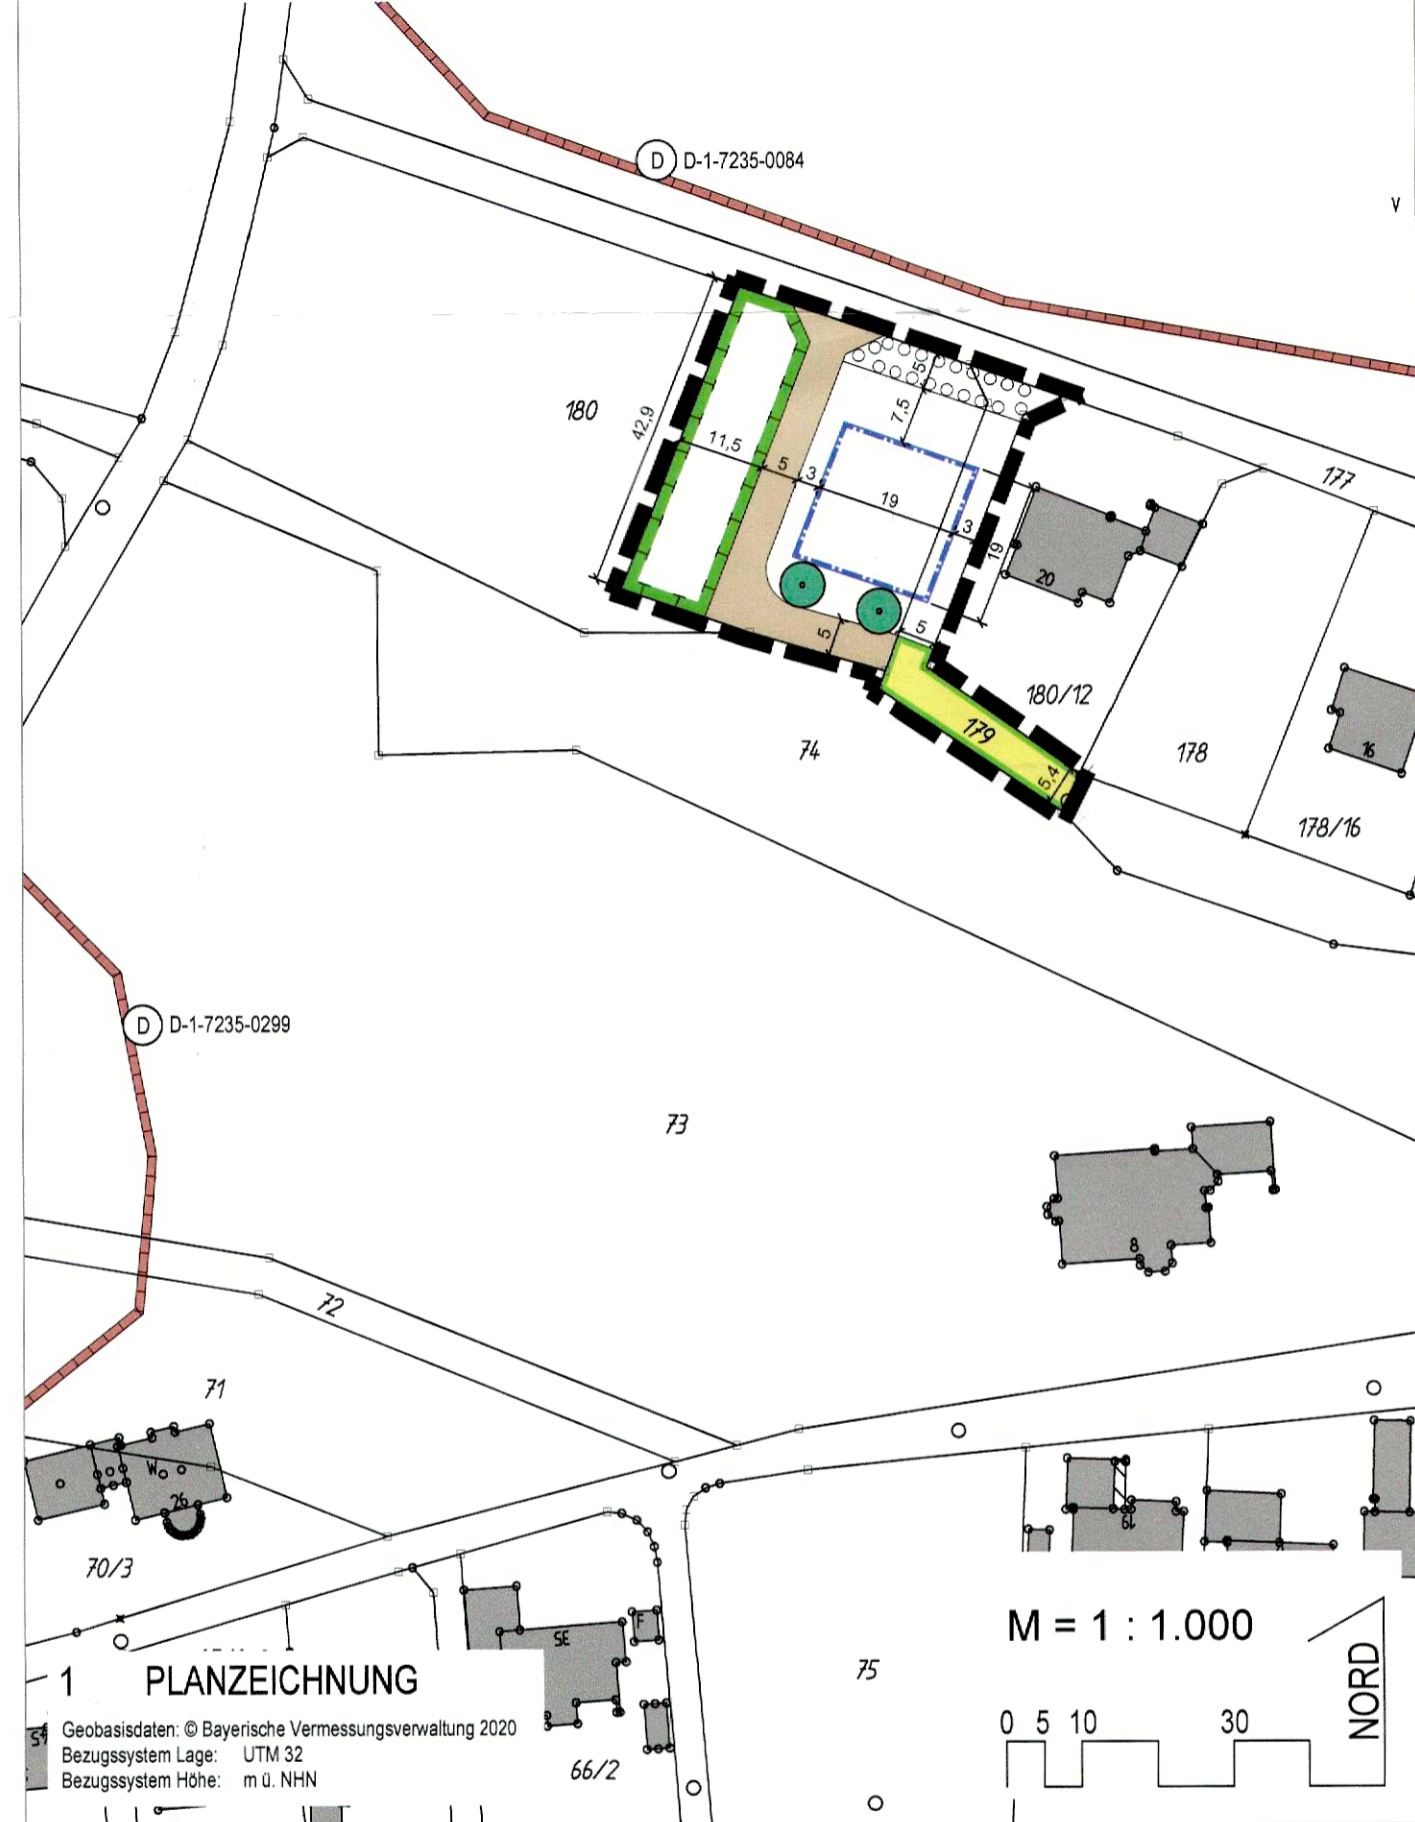 D D-1-7235-0084
V
180
42,9
11,5
5
3
19
3
5
7,5
19
5
5
20
177
180/12
179
5,4
74
178
16
178/16
D D-1-7235-0299
73
8
72
71
W
26
70/3
F
66/2
75
M = 1 : 1.000
NORD
0 5 10 30
1 PLANZEICHNUNG
Geobasisdaten: © Bayerische Vermessungsverwaltung 2020
Bezugssystem Lage: UTM 32
Bezugssystem Höhe: m ü. NHN